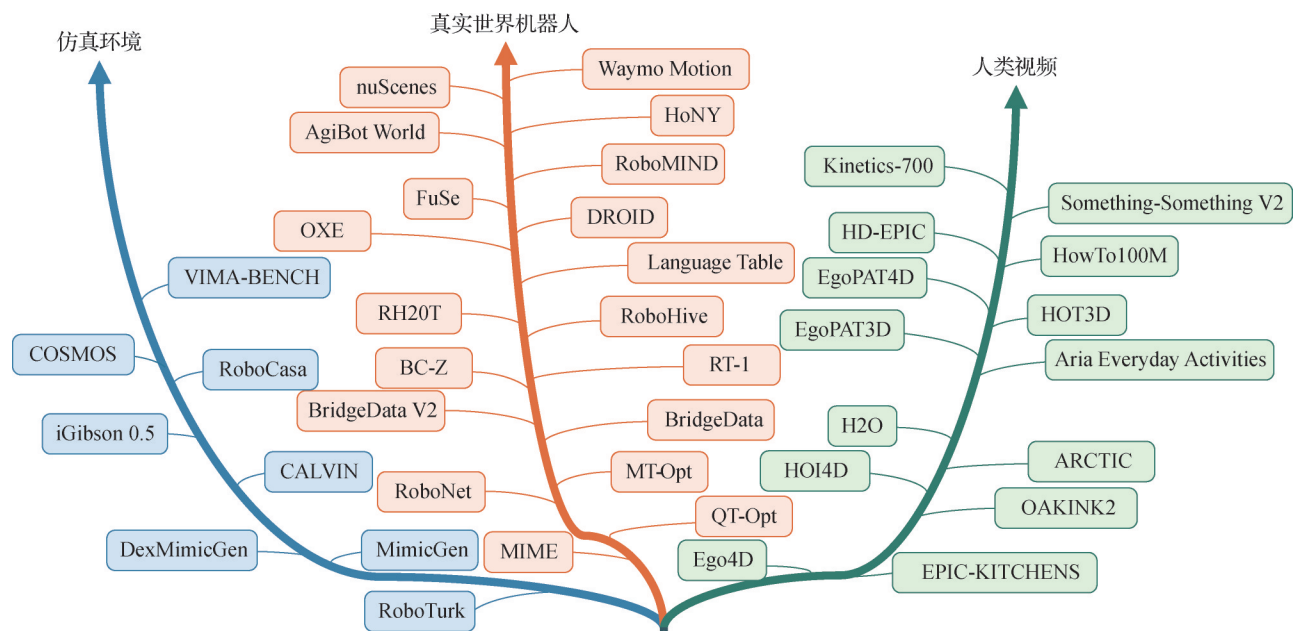 仿真环境
真实世界机器人
人类视频
VIMA-BENCH
COSMOS
RoboCasa
iGibson 0.5
CALVIN
DexMimicGen
MimicGen
RoboTurk
Waymo Motion
nuScenes
HoNY
AgiBot World
RoboMIND
FuSe
DROID
OXE
Language Table
RH20T
RoboHive
BC-Z
RT-1
BridgeData V2
BridgeData
MT-Opt
RoboNet
QT-Opt
MIME
Kinetics-700
Something-Something V2
HD-EPIC
HowTo100M
EgoPAT4D
HOT3D
EgoPAT3D
Aria Everyday Activities
H2O
ARCTIC
HOI4D
OAKINK2
Ego4D
EPIC-KITCHENS